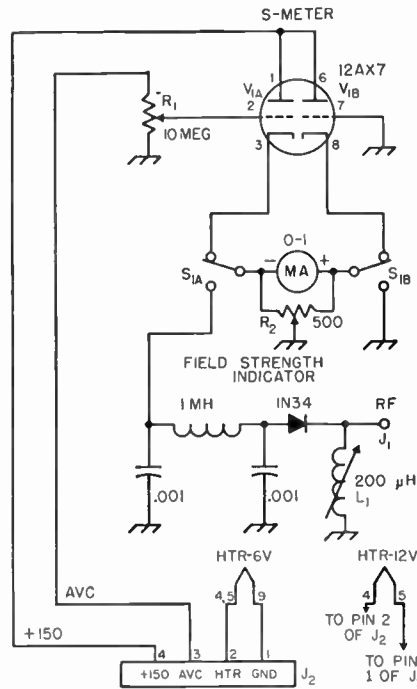 S-METER
1 6 12AX7
V1A V1B
2 7
R1
10 MEG
3 8
0-1
- MA +
S1A S1B
R2 500
FIELD STRENGTH
INDICATOR
1 MH 1N34 RF
J1
.001 .001 200 µH
L1
HTR-6V HTR-12V
4,5 9 4 5
AVC TO PIN 2
OF J2
+150 TO PIN
1 OF J
4 3 2 1
+150 AVC HTR GND J2